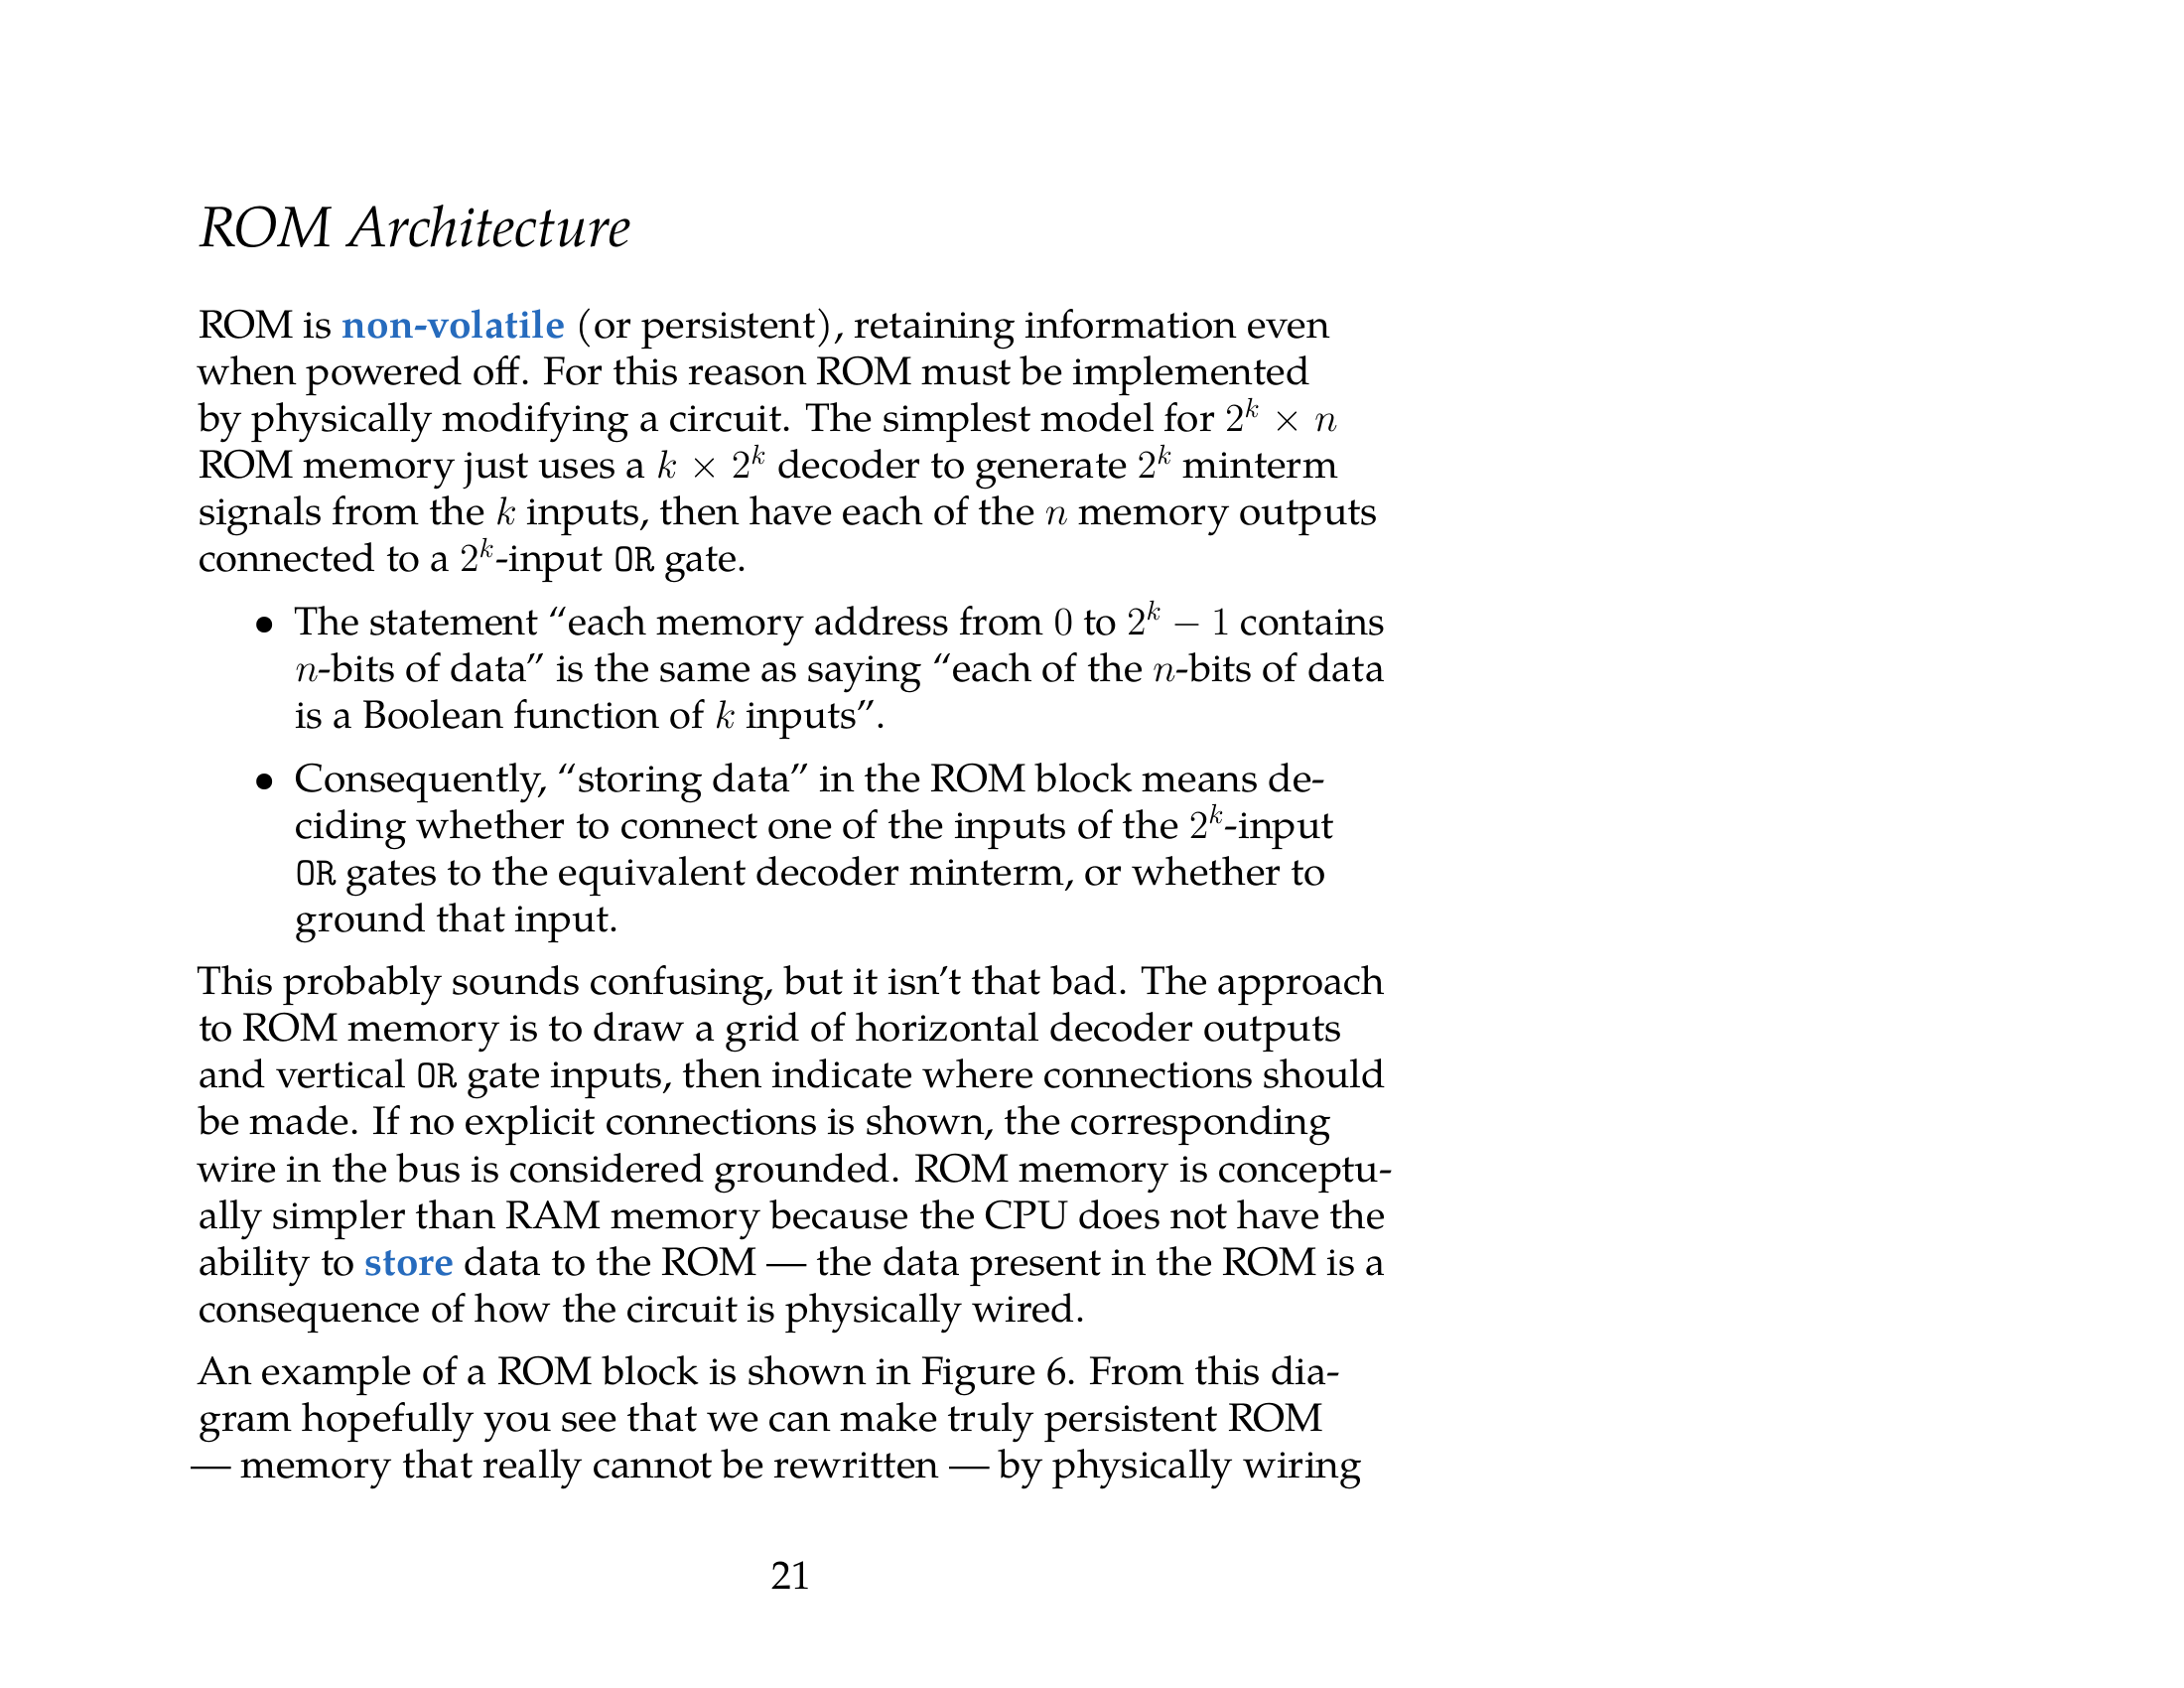 ROM Architecture
ROM is non-volatile (or persistent), retaining information even
when powered off. For this reason ROM must be implemented
by physically modifying a circuit. The simplest model for 2^k × n
ROM memory just uses a k × 2^k decoder to generate 2^k minterm
signals from the k inputs, then have each of the n memory outputs
connected to a 2^k-input OR gate.
• The statement “each memory address from 0 to 2^k − 1 contains
n-bits of data” is the same as saying “each of the n-bits of data
is a Boolean function of k inputs”.
• Consequently, “storing data” in the ROM block means de-
ciding whether to connect one of the inputs of the 2^k-input
OR gates to the equivalent decoder minterm, or whether to
ground that input.
This probably sounds confusing, but it isn’t that bad. The approach
to ROM memory is to draw a grid of horizontal decoder outputs
and vertical OR gate inputs, then indicate where connections should
be made. If no explicit connections is shown, the corresponding
wire in the bus is considered grounded. ROM memory is conceptu-
ally simpler than RAM memory because the CPU does not have the
ability to store data to the ROM — the data present in the ROM is a
consequence of how the circuit is physically wired.
An example of a ROM block is shown in Figure 6. From this dia-
gram hopefully you see that we can make truly persistent ROM
— memory that really cannot be rewritten — by physically wiring
21